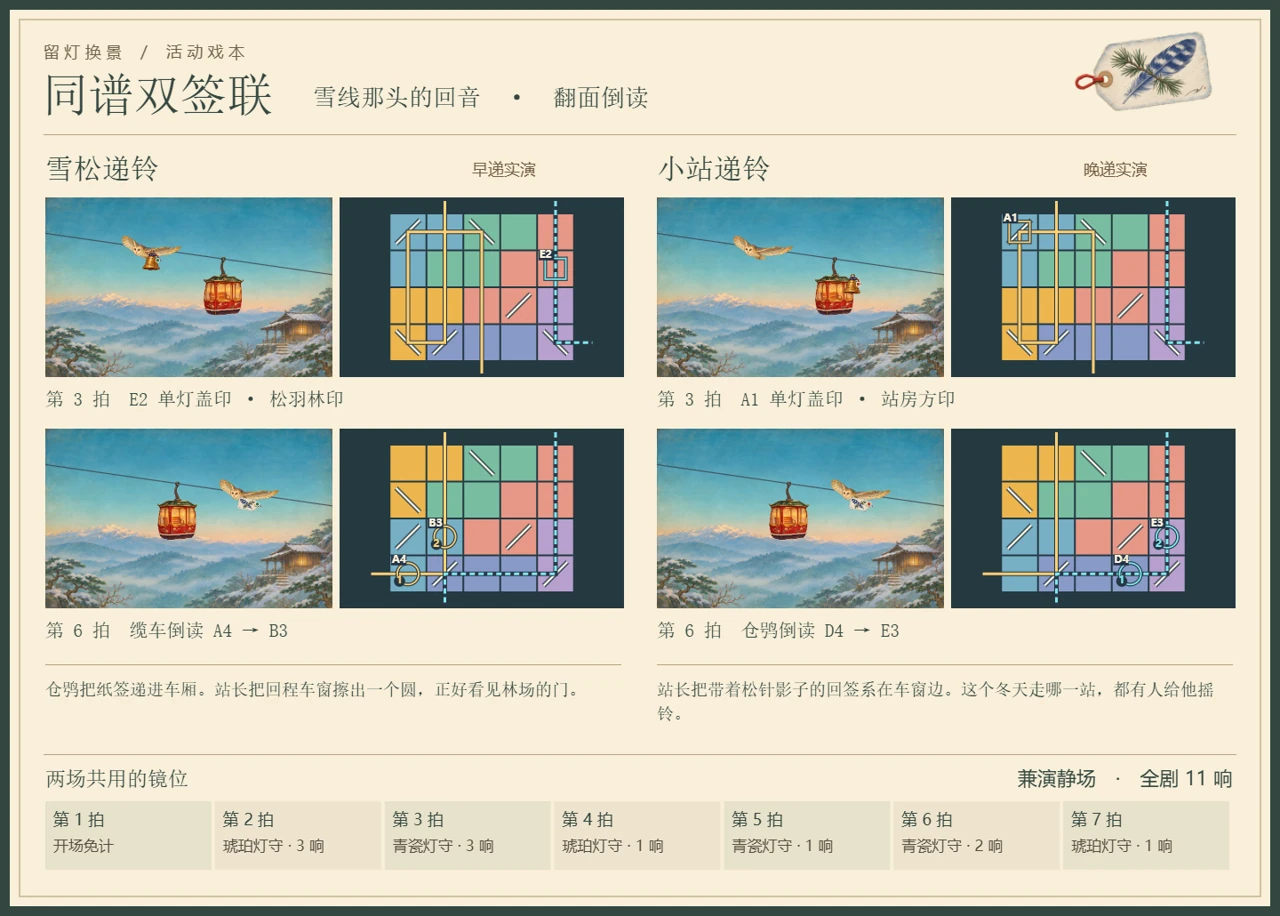 留灯换景 / 活动戏本
同谱双签联 雪线那头的回音 • 翻面倒读
雪松递铃 早递实演
E2
第 3 拍 E2 单灯盖印 • 松羽林印
B3
2
A4
1
第 6 拍 缆车倒读 A4 → B3
仓鸮把纸签递进车厢。站长把回程车窗擦出一个圆，正好看见林场的门。
小站递铃 晚递实演
A1
第 3 拍 A1 单灯盖印 • 站房方印
E3
2
D4
1
第 6 拍 仓鸮倒读 D4 → E3
站长把带着松针影子的回签系在车窗边。这个冬天走哪一站，都有人给他摇
铃。
两场共用的镜位 兼演静场 · 全剧 11 响
第 1 拍
开场免计
第 2 拍
琥珀灯守 · 3 响
第 3 拍
青瓷灯守 · 3 响
第 4 拍
琥珀灯守 · 1 响
第 5 拍
青瓷灯守 · 1 响
第 6 拍
青瓷灯守 · 2 响
第 7 拍
琥珀灯守 · 1 响